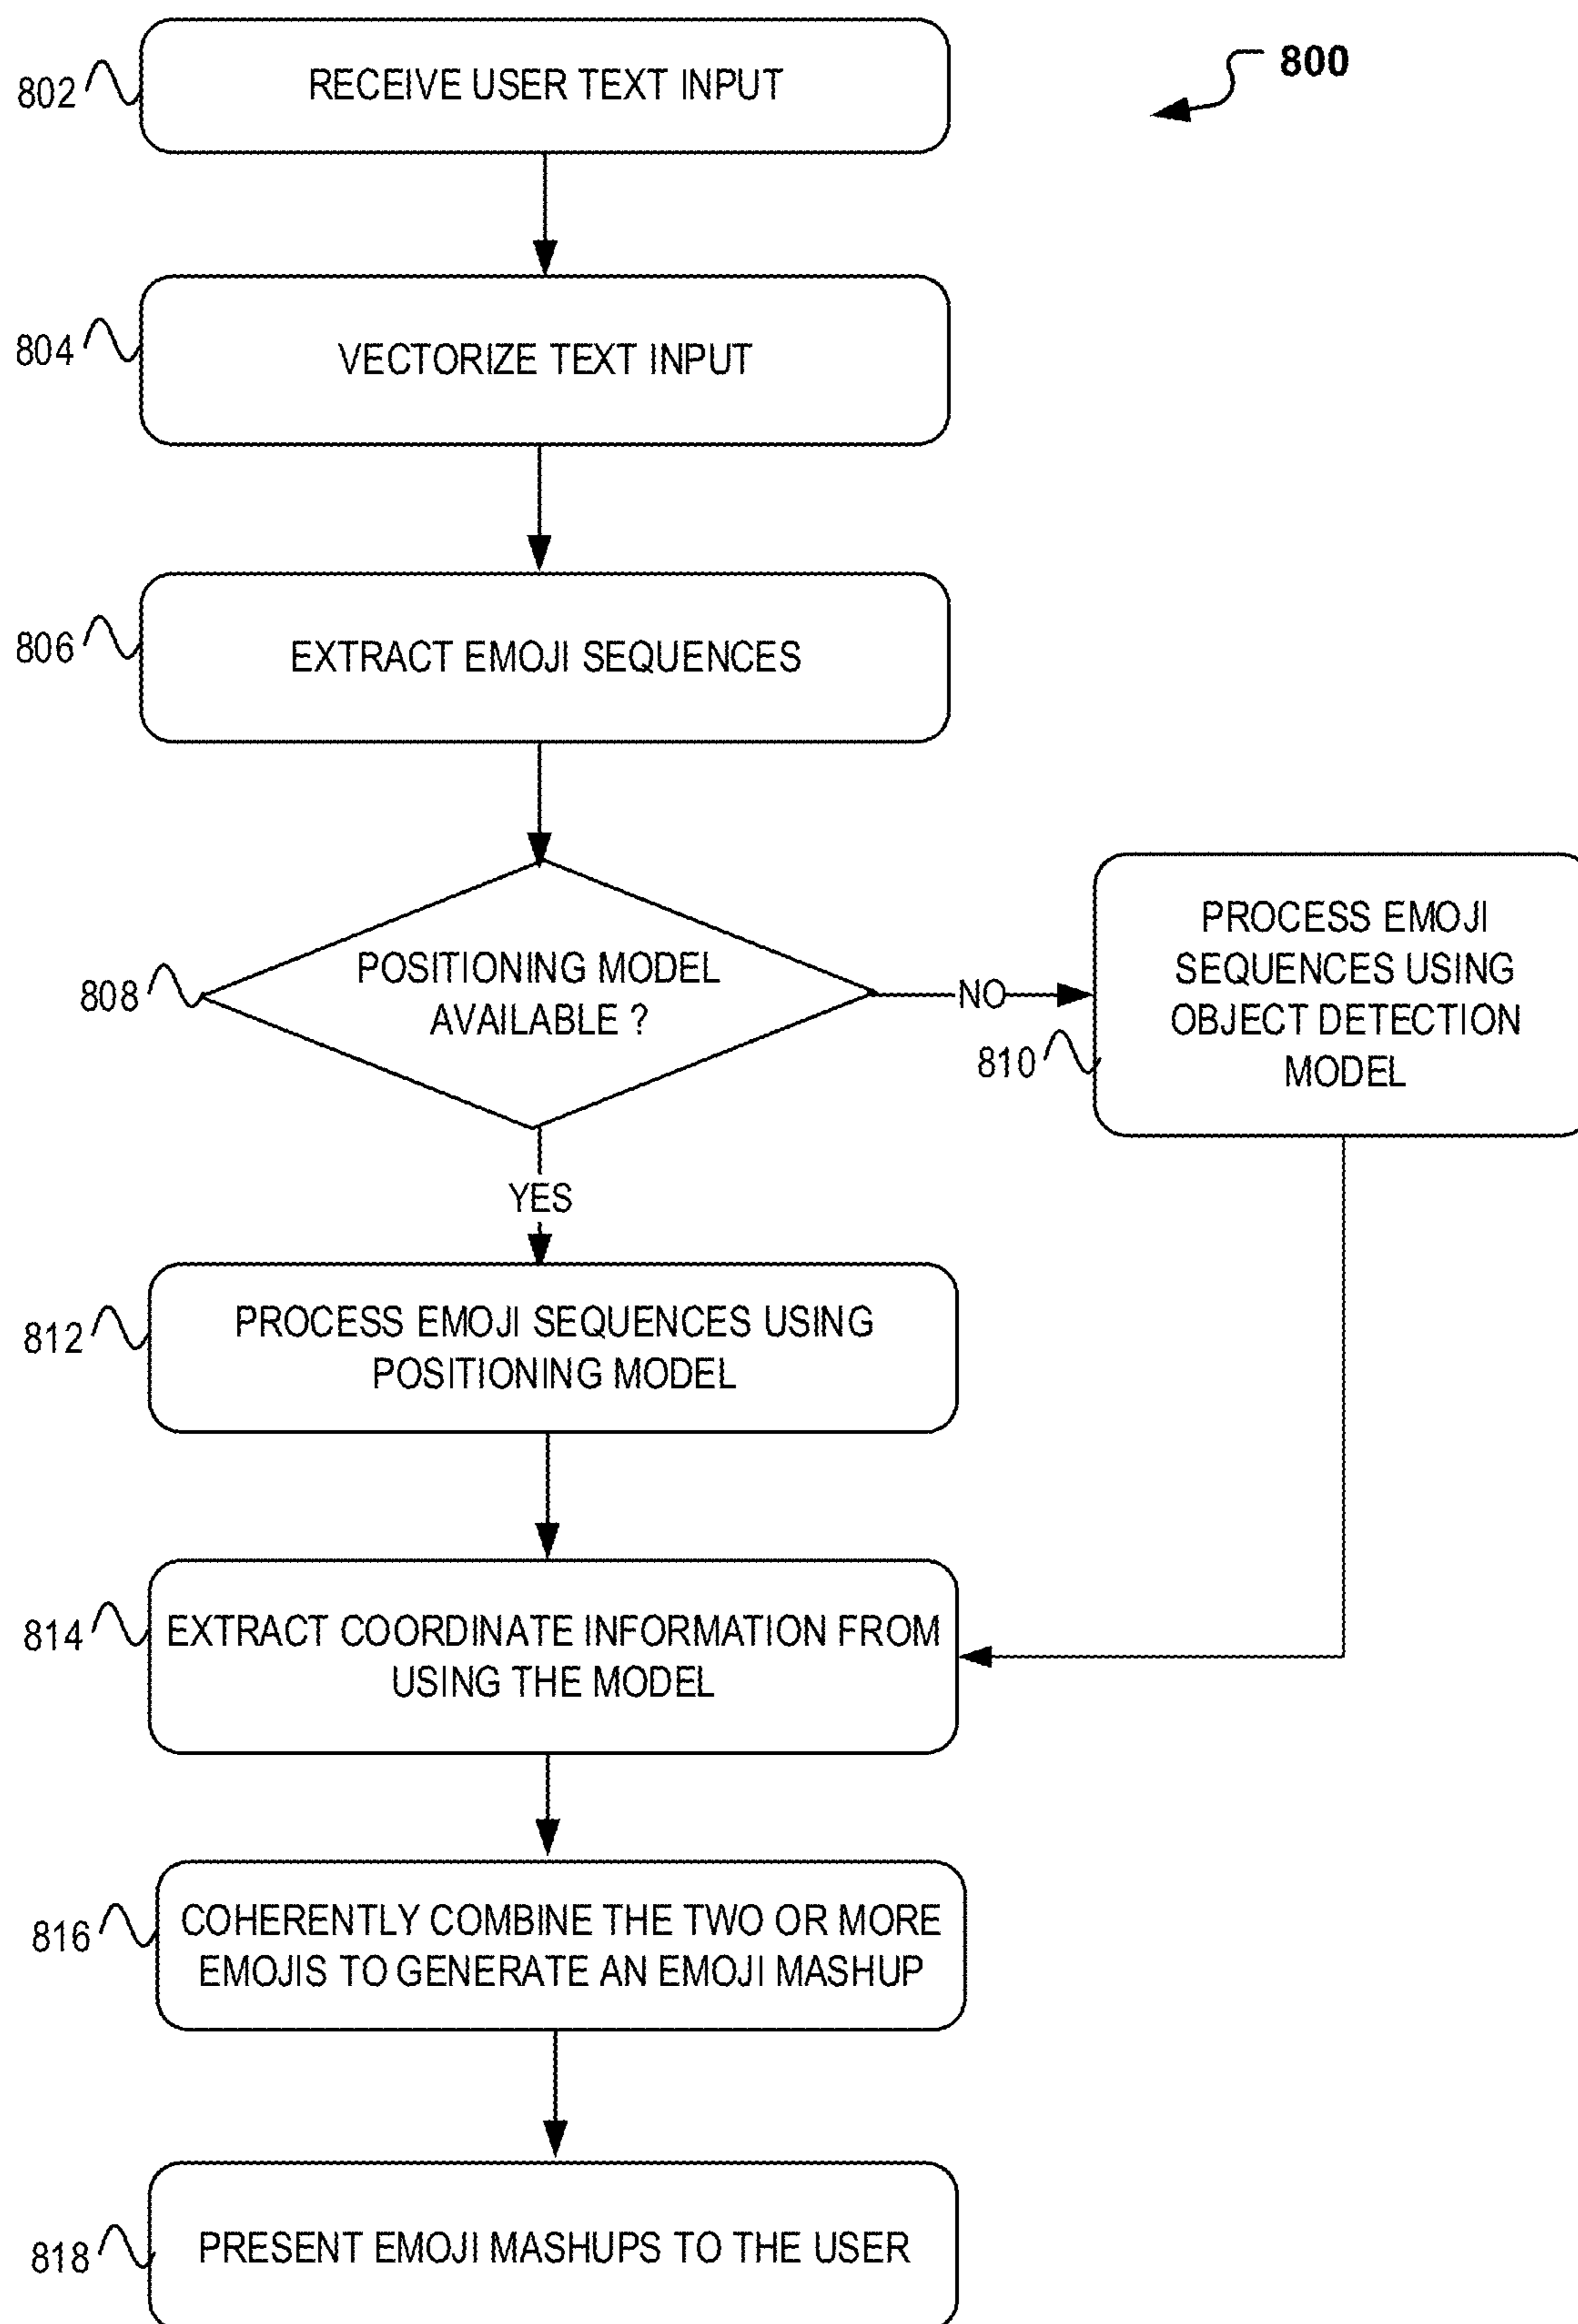 800
802
RECEIVE USER TEXT INPUT
804
VECTORIZE TEXT INPUT
806
EXTRACT EMOJI SEQUENCES
808
POSITIONING MODEL
AVAILABLE ?
NO
810
PROCESS EMOJI
SEQUENCES USING
OBJECT DETECTION
MODEL
YES
812
PROCESS EMOJI SEQUENCES USING
POSITIONING MODEL
814
EXTRACT COORDINATE INFORMATION FROM
USING THE MODEL
816
COHERENTLY COMBINE THE TWO OR MORE
EMOJIS TO GENERATE AN EMOJI MASHUP
818
PRESENT EMOJI MASHUPS TO THE USER